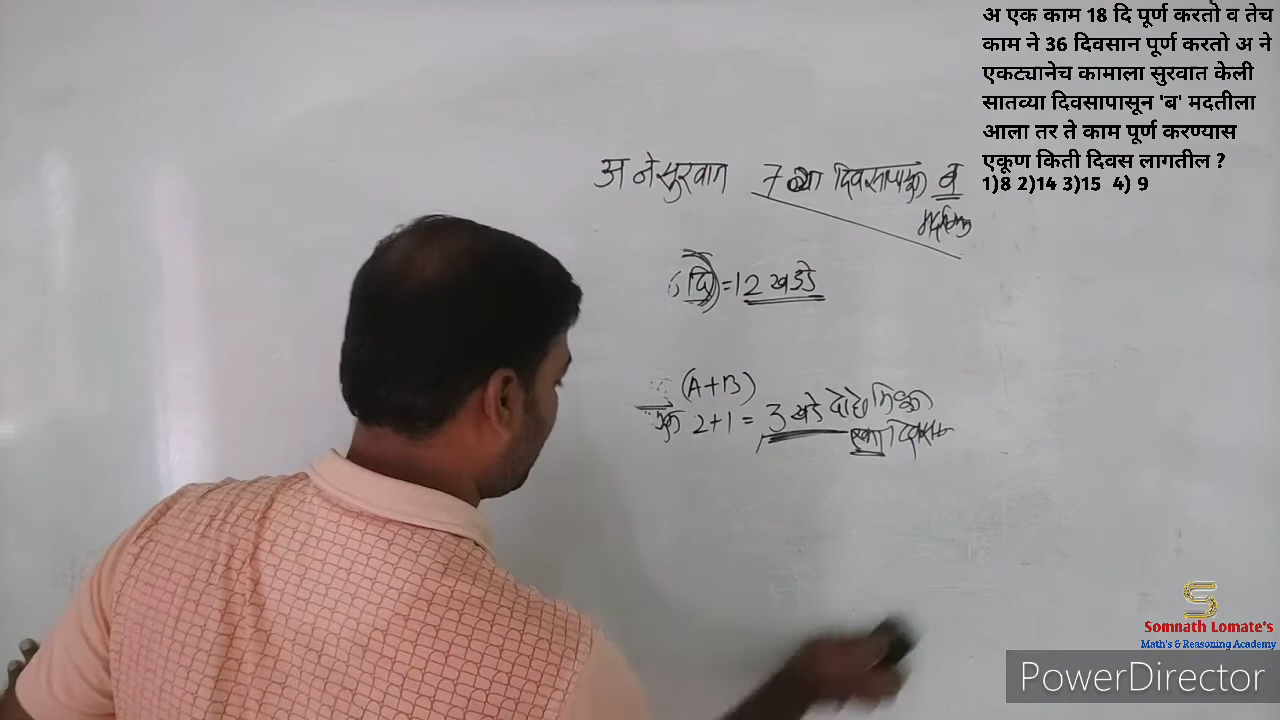 अ एक काम 18 दि पूर्ण करतो व तेच
काम ने 36 दिवसान पूर्ण करतो अ ने
एकट्यानेच कामाला सुरवात केली
सातव्या दिवसापासून 'ब' मदतीला
आला तर ते काम पूर्ण करण्यास
एकूण किती दिवस लागतील ?
1)8 2)14 3)15 4) 9
अ ने सुरवात 7 व्या ब
6 दि = 12 खडे
(A+B)
2+1 = 3 खडे
S
Somnath Lomate's
Math's & Reasoning Academy
PowerDirector